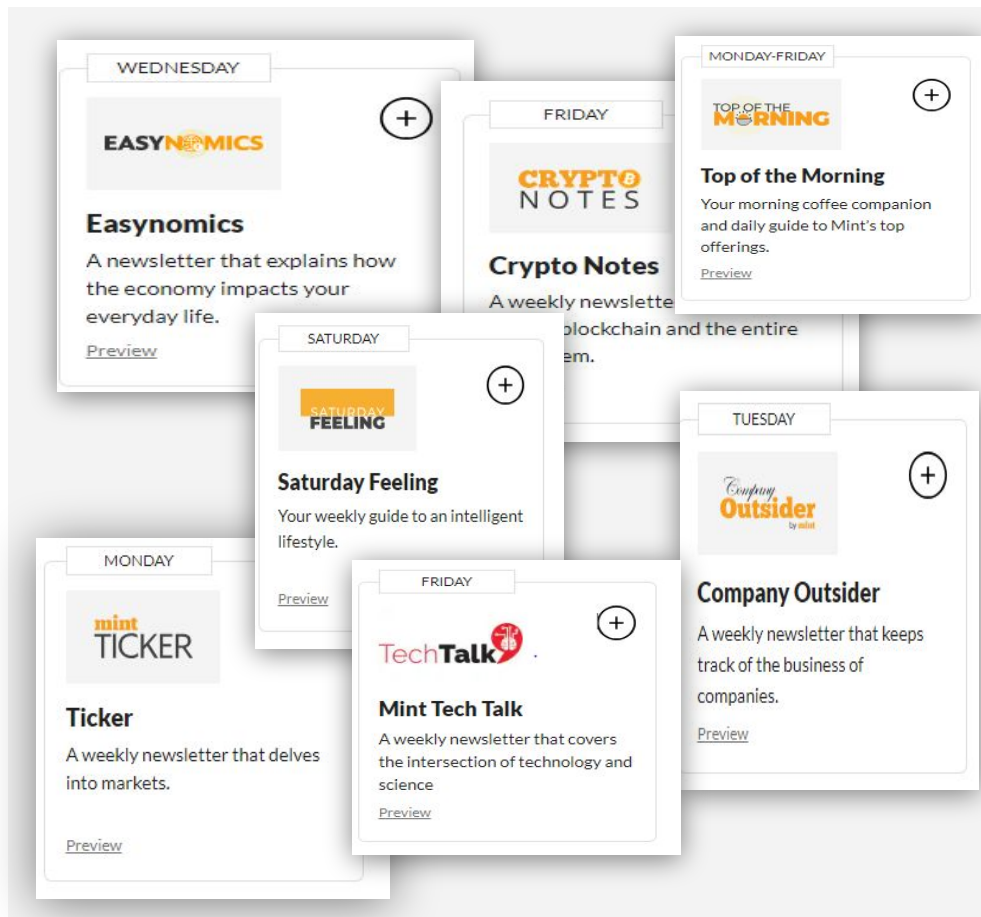 WEDNESDAY
EASYNOMICS
Easynomics
A newsletter that explains how
the economy impacts your
everyday life.
Preview
FRIDAY
CRYPTO
NOTES
Crypto Notes
A weekly
blockchain and the entire
MONDAY-FRIDAY
TOP OF THE
MORNING
Top of the Morning
Your morning coffee companion
and daily guide to Mint's top
offerings.
Preview
SATURDAY
SATURDAY
FEELING
Saturday Feeling
Your weekly guide to an intelligent
lifestyle.
Preview
TUESDAY
Company
Outsider
by mint
Company Outsider
A weekly newsletter that keeps
track of the business of
companies.
Preview
MONDAY
mint
TICKER
Ticker
A weekly newsletter that delves
into markets.
Preview
FRIDAY
TechTalk
Mint Tech Talk
A weekly newsletter that covers
the intersection of technology and
science
Preview